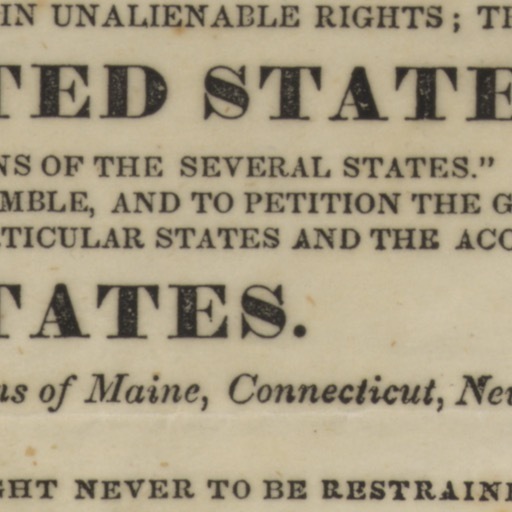 IN UNALIENABLE RIGHTS; TH
TED STATE
NS OF THE SEVERAL STATES."
MBLE, AND TO PETITION THE G
TICULAR STATES AND THE ACC
TATES.
ns of Maine, Connecticut, New
GHT NEVER TO BE RESTRAINE